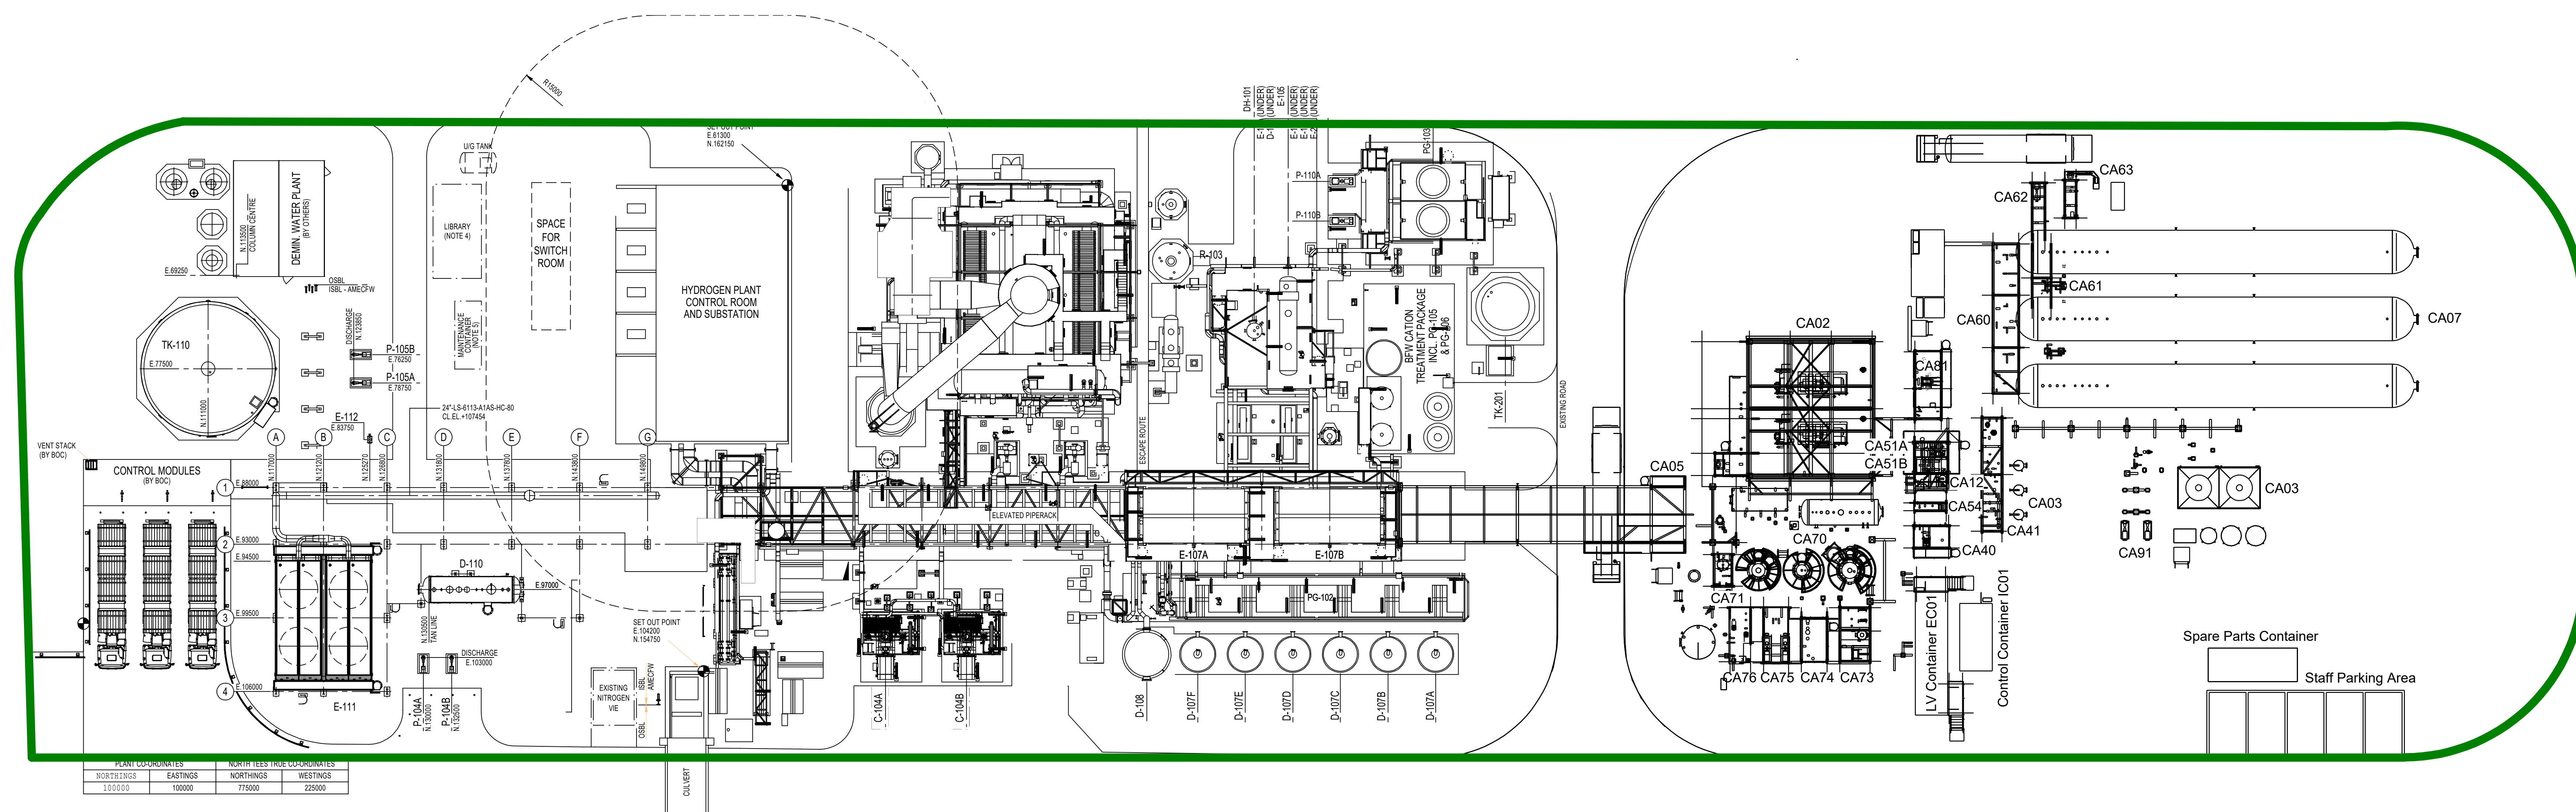 R15000
SET OUT POINT
E.61300
N.162150
U/G TANK
N.113500
COLUMN CENTRE
DEMIN. WATER PLANT
(BY OTHERS)
E.69250
OSBL
ISBL - AMECFW
LIBRARY
(NOTE 4)
SPACE
FOR
SWITCH
ROOM
MAINTENANCE
CONTAINER
(NOTE 5)
HYDROGEN PLANT
CONTROL ROOM
AND SUBSTATION
TK-110
E.77500
N.111000
DISCHARGE
N.123850
P-105B
E.76250
P-105A
E.78750
E-112
E.83750
24"-LS-6113-A1AS-HC-80
CL.EL.+107454
VENT STACK
(BY BOC)
CONTROL MODULES
(BY BOC)
A
B
C
D
E
F
G
N.117000
N.121200
N.125270
N.126800
N.131800
N.137800
N.143800
N.149800
1
E.88000
2
E.93000
E.94500
3
E.99500
4
E.106000
E-111
D-110
E.97000
N.130500
FAN LINE
DISCHARGE
E.103000
P-104A
N.130000
P-104B
N.132500
EXISTING
NITROGEN
VIE
ISBL
AMECFW
OSBL
SET OUT POINT
E.104200
N.154750
CULVERT
PLANT CO-ORDINATES
NORTH TEES TRUE CO-ORDINATES
NORTHINGS
EASTINGS
NORTHINGS
WESTINGS
100000
100000
775000
225000
DH-101
(UNDER)
E-105
(UNDER)
(UNDER)
(UNDER)
PG-103
P-110A
P-110B
R-103
BFW CATION
TREATMENT PACKAGE
INCL. PG-105
& PG-106
TK-201
ESCAPE ROUTE
EXISTING ROAD
ELEVATED PIPERACK
E-107A
E-107B
PG-102
C-104A
C-104B
D-108
D-107F
D-107E
D-107D
D-107C
D-107B
D-107A
CA63
CA62
CA61
CA60
CA07
CA02
CA81
CA51A
CA51B
CA05
CA12
CA54
CA03
CA03
CA41
CA40
CA70
CA91
CA71
CA76
CA75
CA74
CA73
LV Container EC01
Control Container IC01
Spare Parts Container
Staff Parking Area